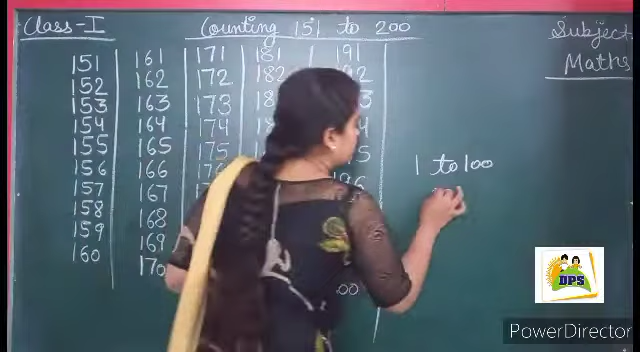 Class-I
Counting 151 to 200
Subject
Maths
151 161 171 181 191
152 162 172 182
153 163 173
154 164 174
155 165 175
156 166
157 167
158 168
159 169
160 170
1 to 100
DPS
PowerDirector